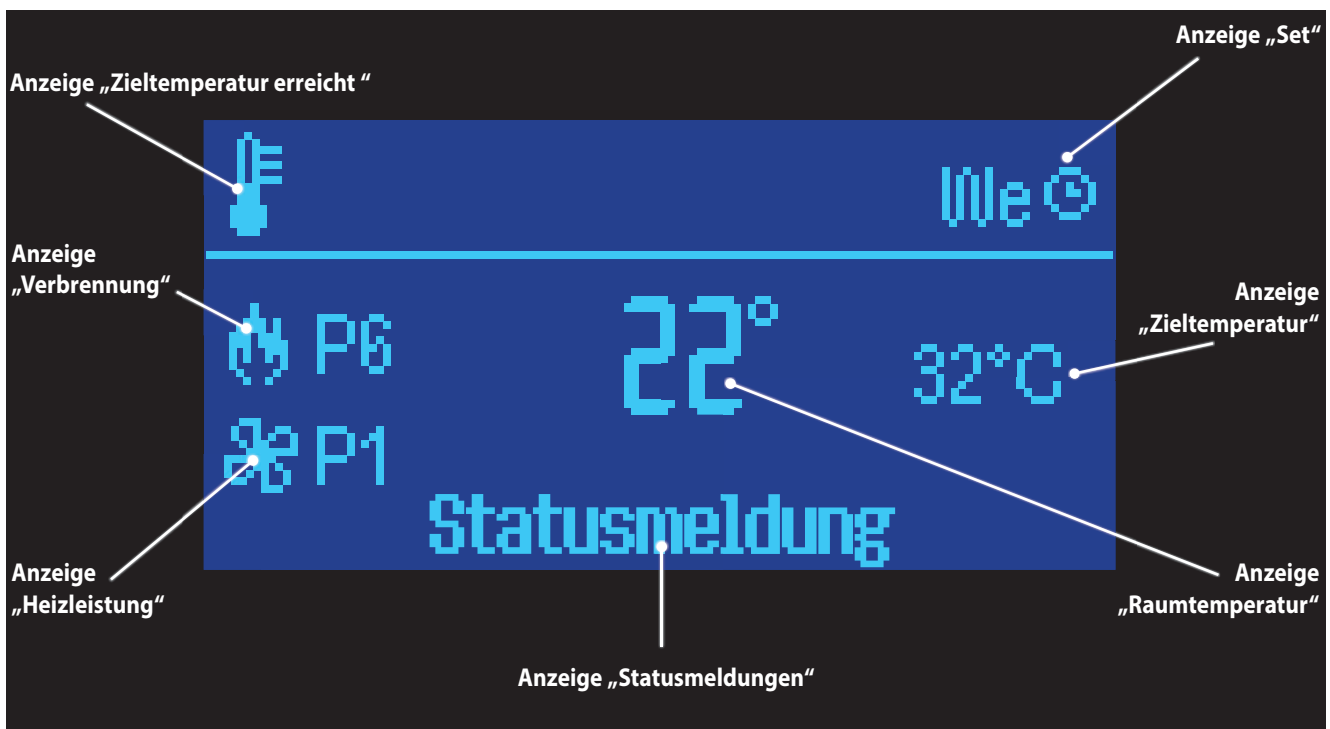 Anzeige „Set“
Anzeige „Zieltemperatur erreicht “
We
Anzeige
„Verbrennung“
Anzeige
„Zieltemperatur“
P6
22°
32°C
P1
Statusmeldung
Anzeige
„Heizleistung“
Anzeige
„Raumtemperatur“
Anzeige „Statusmeldungen“